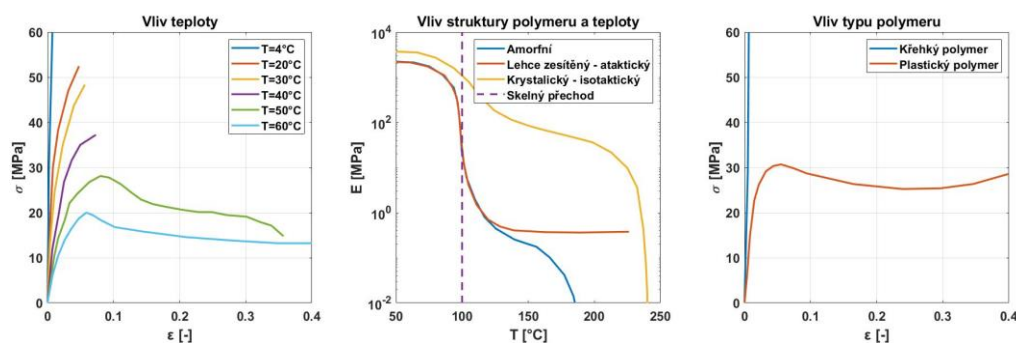 Vliv teploty
60
50
40
30
20
10
0
σ [MPa]
0
0.1
0.2
0.3
0.4
ε [-]
T=4°C
T=20°C
T=30°C
T=40°C
T=50°C
T=60°C
Vliv struktury polymeru a teploty
10^4
10^2
10^0
10^-2
E [MPa]
50
100
150
200
250
T [°C]
Amorfní
Lehce zesítěný - ataktický
Krystalický - isotaktický
Skelný přechod
Vliv typu polymeru
60
50
40
30
20
10
0
σ [MPa]
0
0.1
0.2
0.3
0.4
ε [-]
Křehký polymer
Plastický polymer